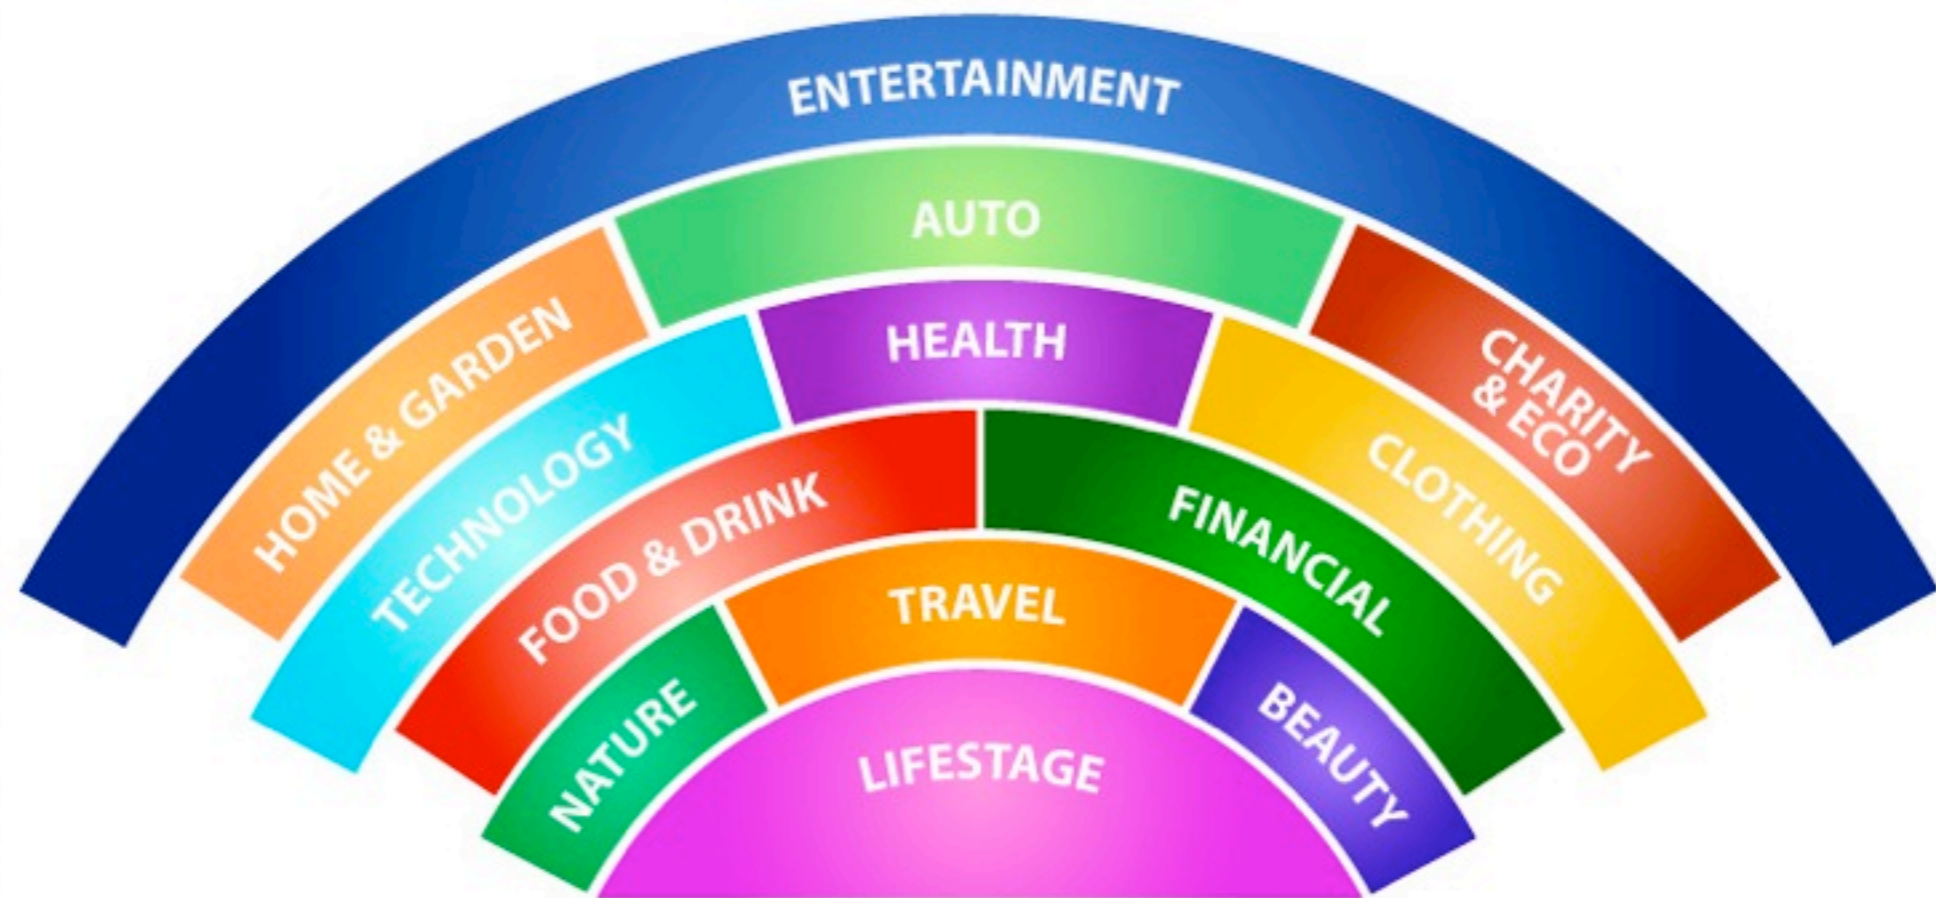 ENTERTAINMENT
AUTO
HOME & GARDEN
CHARITY
& ECO
HEALTH
TECHNOLOGY
CLOTHING
FOOD & DRINK
FINANCIAL
TRAVEL
NATURE
BEAUTY
LIFESTAGE